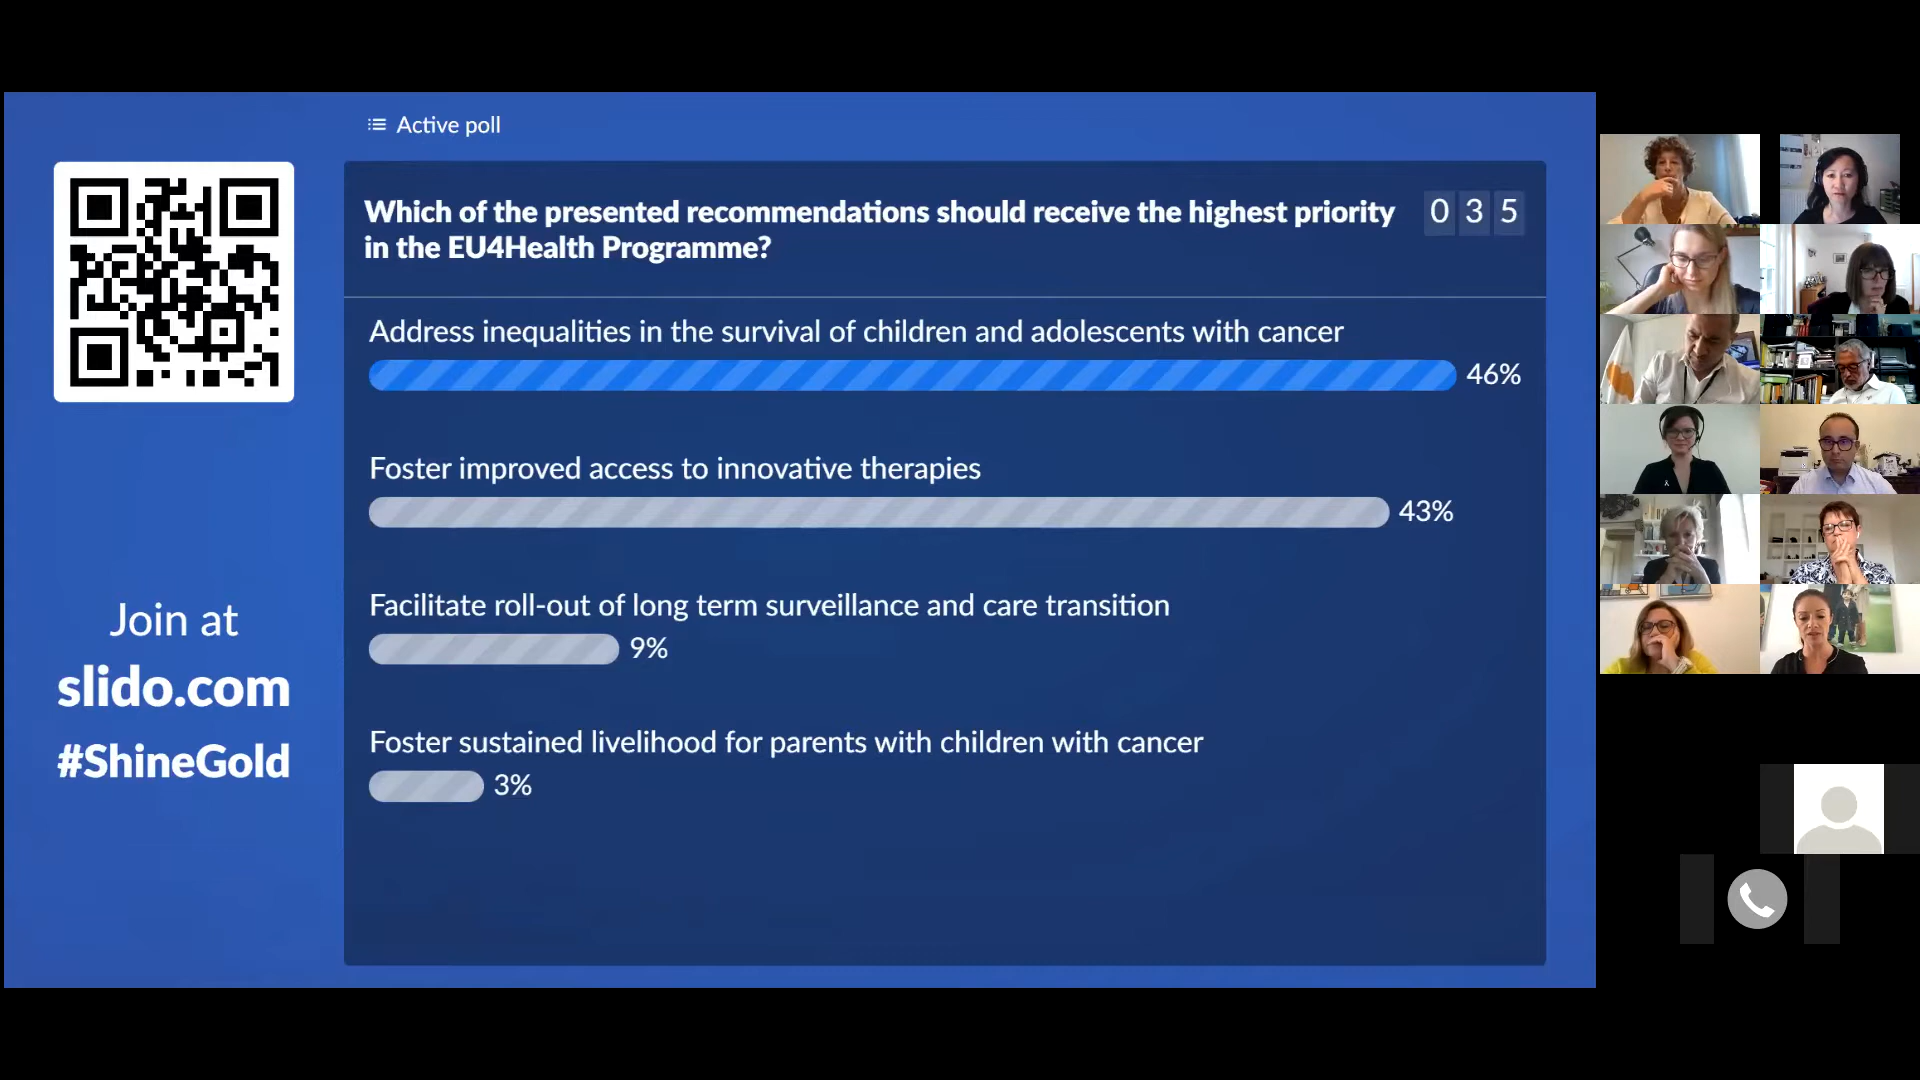 Active poll
Which of the presented recommendations should receive the highest priority
in the EU4Health Programme?
0 3 5
Address inequalities in the survival of children and adolescents with cancer
46%
Foster improved access to innovative therapies
43%
Facilitate roll-out of long term surveillance and care transition
9%
Foster sustained livelihood for parents with children with cancer
3%
Join at
slido.com
#ShineGold